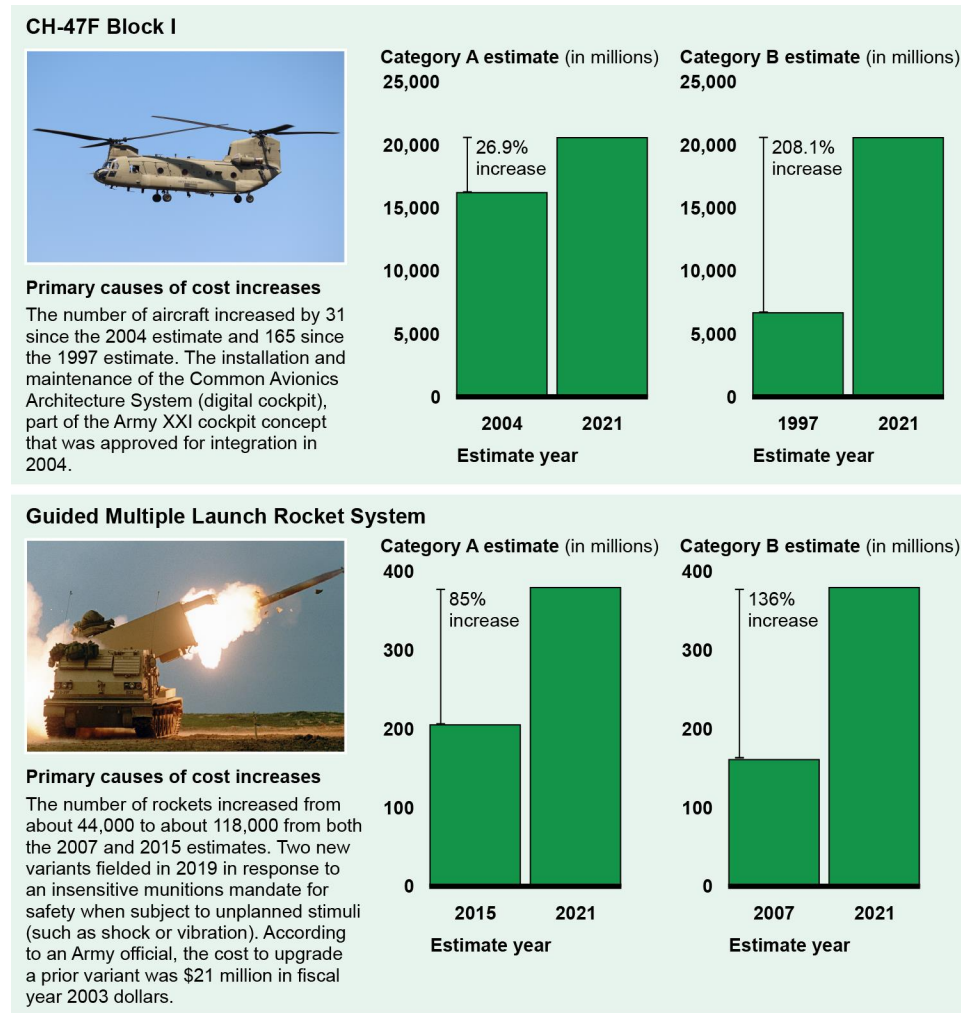 CH-47F Block I
Category A estimate (in millions)
25,000
20,000
15,000
10,000
5,000
0
26.9%
increase
2004
2021
Estimate year
Category B estimate (in millions)
25,000
20,000
15,000
10,000
5,000
0
208.1%
increase
1997
2021
Estimate year
Primary causes of cost increases
The number of aircraft increased by 31
since the 2004 estimate and 165 since
the 1997 estimate. The installation and
maintenance of the Common Avionics
Architecture System (digital cockpit),
part of the Army XXI cockpit concept
that was approved for integration in
2004.
Guided Multiple Launch Rocket System
Category A estimate (in millions)
400
300
200
100
0
85%
increase
2015
2021
Estimate year
Category B estimate (in millions)
400
300
200
100
0
136%
increase
2007
2021
Estimate year
Primary causes of cost increases
The number of rockets increased from
about 44,000 to about 118,000 from both
the 2007 and 2015 estimates. Two new
variants fielded in 2019 in response to
an insensitive munitions mandate for
safety when subject to unplanned stimuli
(such as shock or vibration). According
to an Army official, the cost to upgrade
a prior variant was $21 million in fiscal
year 2003 dollars.